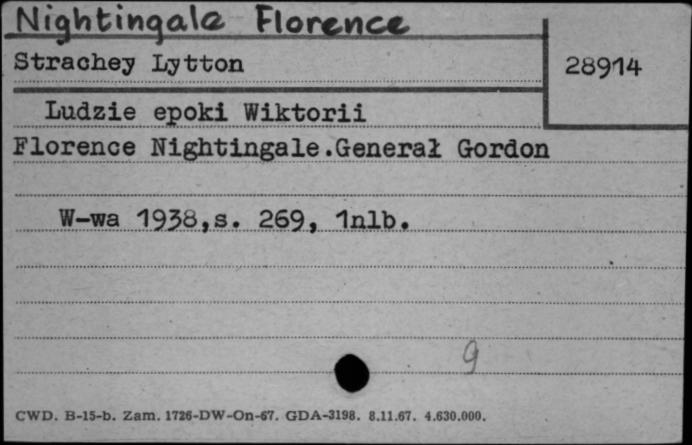 Nightingale Florence
Strachey Lytton
28914
Ludzie epoki Wiktorii
Florence Nightingale.Generał Gordon
W-wa 1938,s. 269, 1nlb.
9
CWD. B-15-b. Zam. 1726-DW-On-67. GDA-3198. 8.11.67. 4.630.000.